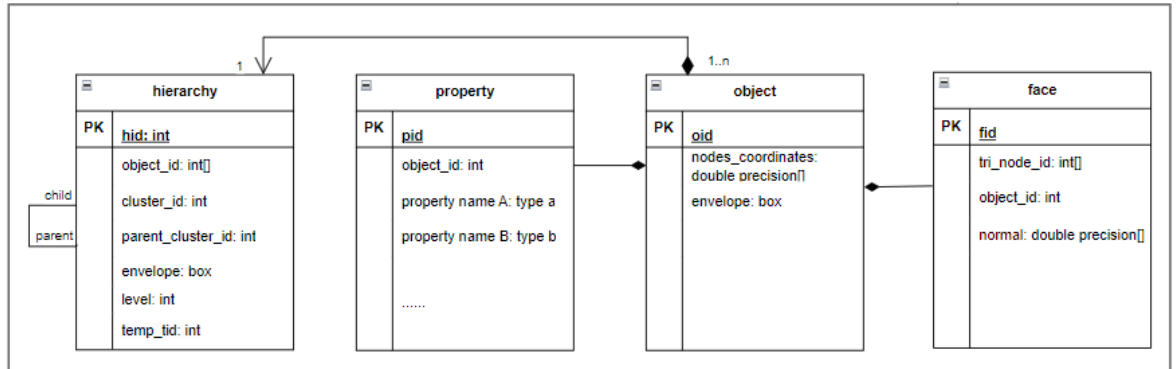 1
1..n
hierarchy
PK
hid: int
object_id: int[]
cluster_id: int
parent_cluster_id: int
envelope: box
level: int
temp_tid: int
child
parent
property
PK
pid
object_id: int
property name A: type a
property name B: type b
......
object
PK
oid
nodes_coordinates:
double precision[]
envelope: box
face
PK
fid
tri_node_id: int[]
object_id: int
normal: double precision[]